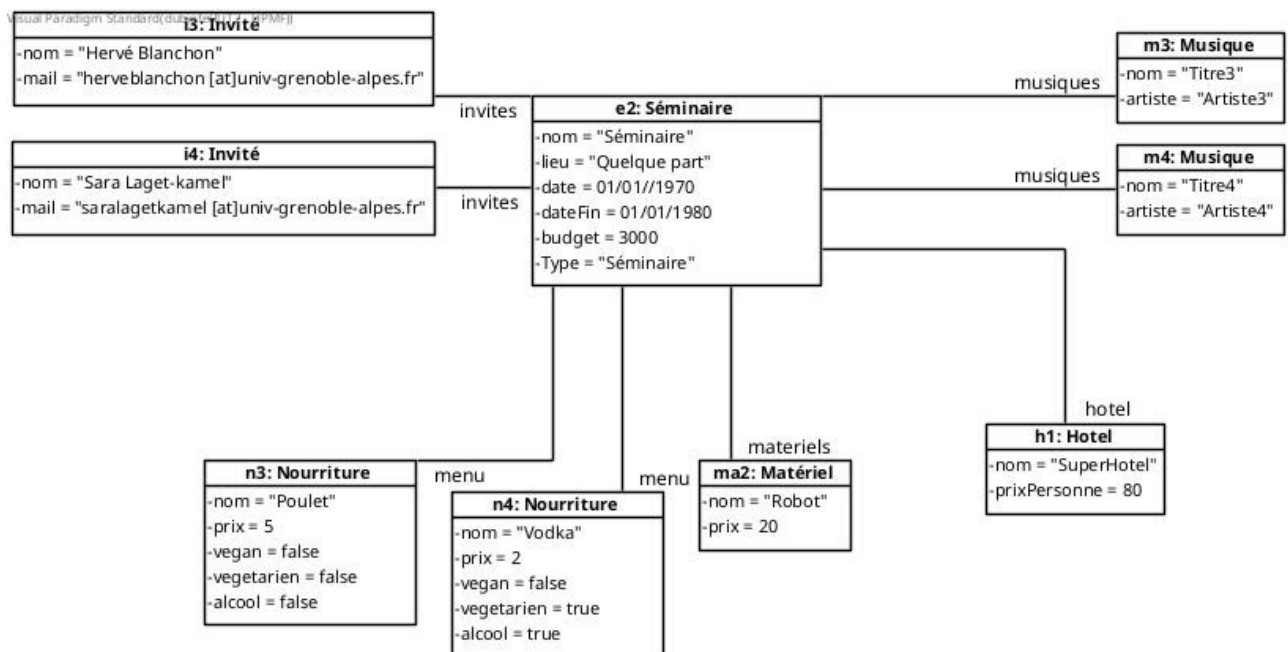 Visual Paradigm Standard
i3: Invité
-nom = "Hervé Blanchon"
-mail = "herveblanchon [at]univ-grenoble-alpes.fr"
invites
i4: Invité
-nom = "Sara Laget-kamel"
-mail = "saralagetkamel [at]univ-grenoble-alpes.fr"
invites
e2: Séminaire
-nom = "Séminaire"
-lieu = "Quelque part"
-date = 01/01//1970
-dateFin = 01/01/1980
-budget = 3000
-Type = "Séminaire"
musiques
m3: Musique
-nom = "Titre3"
-artiste = "Artiste3"
musiques
m4: Musique
-nom = "Titre4"
-artiste = "Artiste4"
hotel
h1: Hotel
-nom = "SuperHotel"
-prixPersonne = 80
n3: Nourriture
-nom = "Poulet"
-prix = 5
-vegan = false
-vegetarien = false
-alcool = false
menu
n4: Nourriture
-nom = "Vodka"
-prix = 2
-vegan = false
-vegetarien = true
-alcool = true
menu
materiels
ma2: Matériel
-nom = "Robot"
-prix = 20